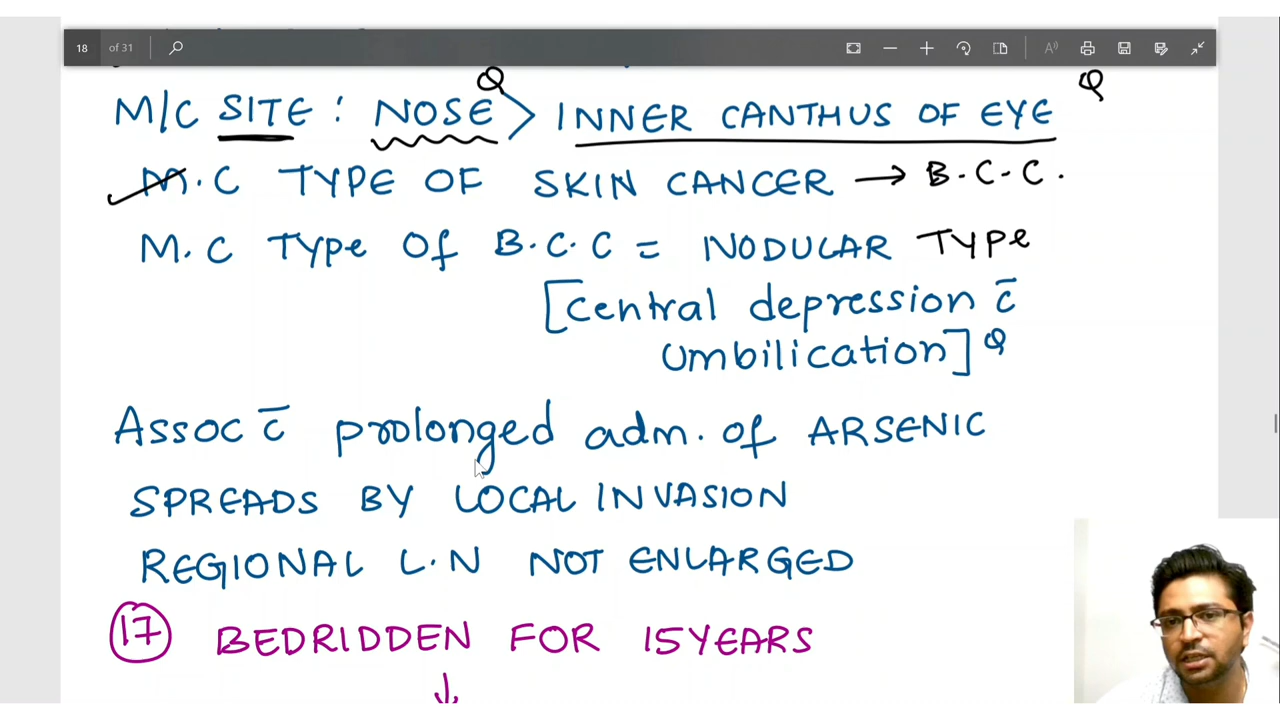 18 of 31
M/C SITE : NOSE Q > INNER CANTHUS OF EYE Q
M.C TYPE OF SKIN CANCER → B.C.C.
M.C Type Of B.C.C = NODULAR TYPe
[central depression c̄
umbilication] Q
Assoc c̄ prolonged adm. of ARSENIC
SPREADS BY LOCAL INVASION
REGIONAL L.N NOT ENLARGED
17 BEDRIDDEN FOR 15YEARS
↓